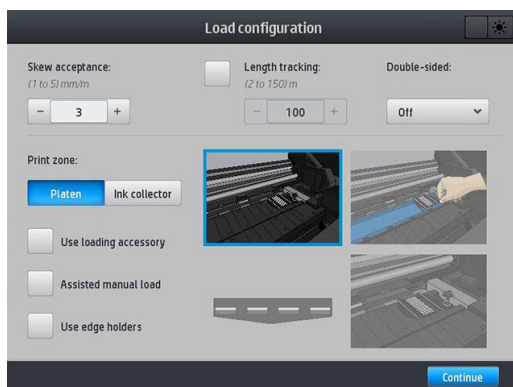 Load configuration
Skew acceptance:
(1 to 5) mm/m
- 3 +
Length tracking:
(2 to 150) m
- 100 +
Double-sided:
Off
Print zone:
Platen
Ink collector
Use loading accessory
Assisted manual load
Use edge holders
Continue